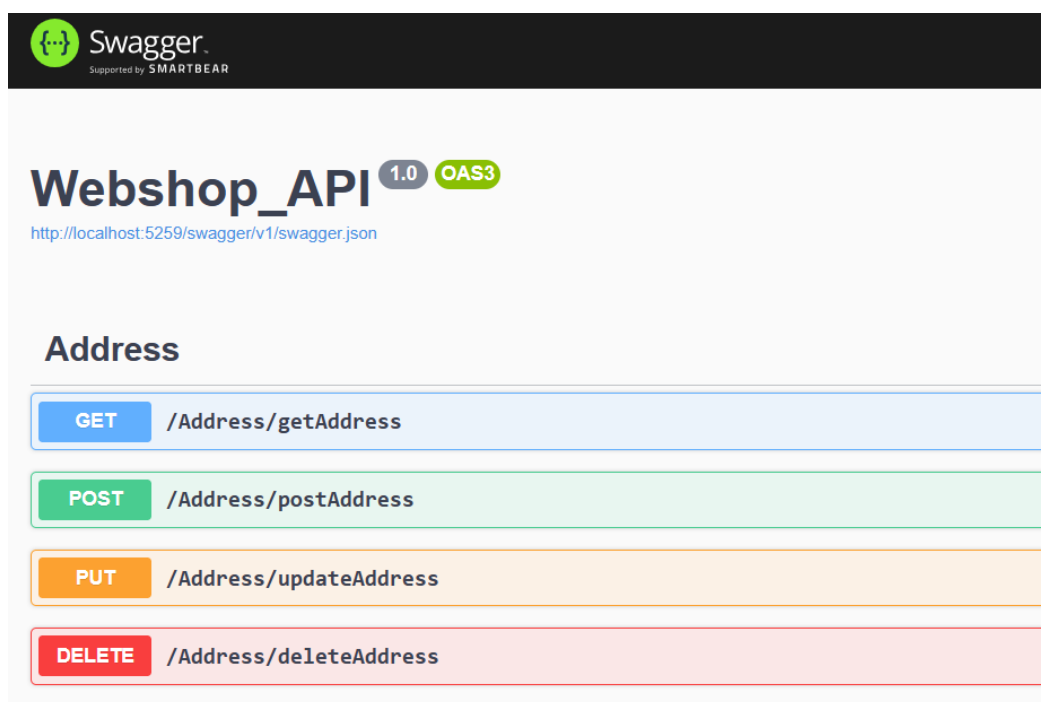 {···} Swagger™
Supported by SMARTBEAR
Webshop_API 1.0 OAS3
http://localhost:5259/swagger/v1/swagger.json
Address
GET /Address/getAddress
POST /Address/postAddress
PUT /Address/updateAddress
DELETE /Address/deleteAddress